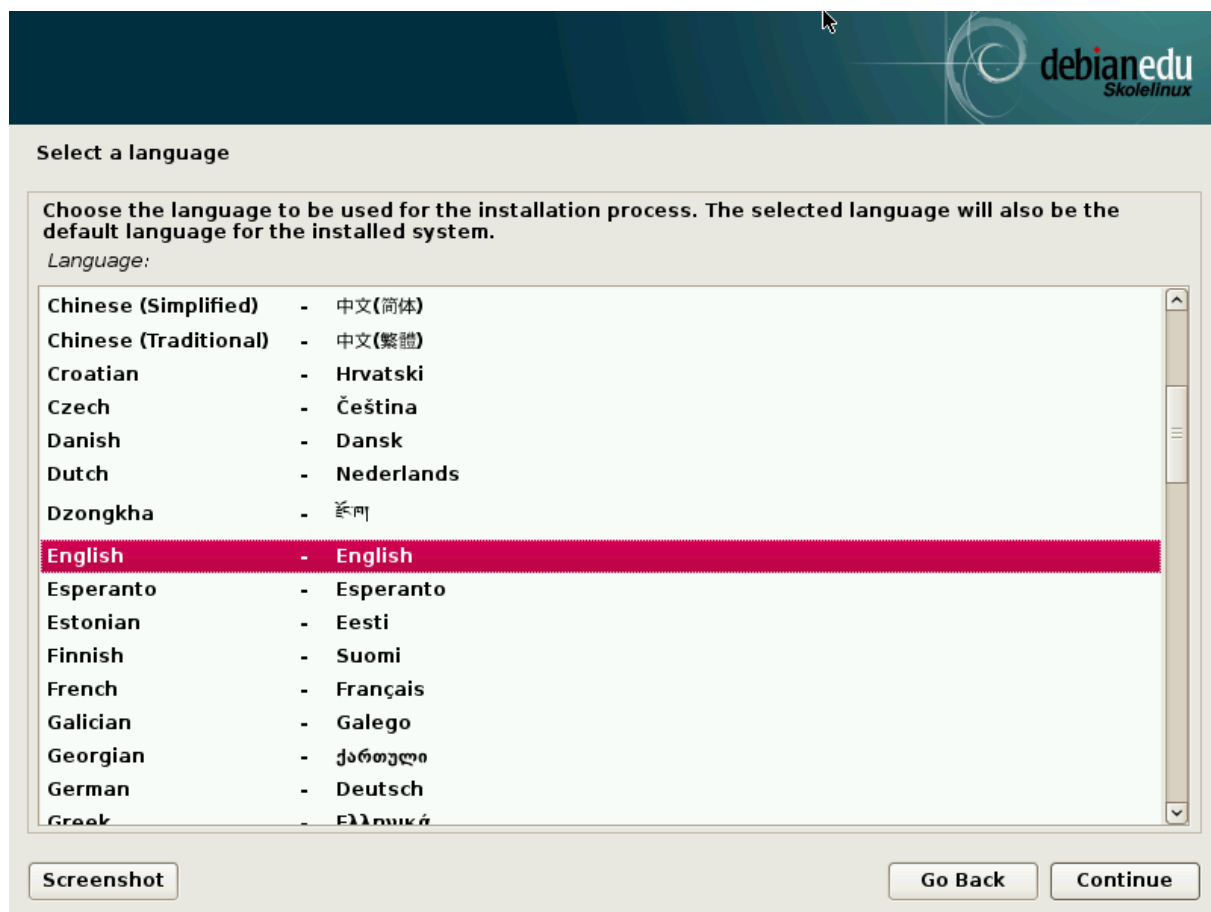 debianedu
Skolelinux
Select a language
Choose the language to be used for the installation process. The selected language will also be the
default language for the installed system.
Language:
Chinese (Simplified) - 中文(简体)
Chinese (Traditional) - 中文(繁體)
Croatian - Hrvatski
Czech - Čeština
Danish - Dansk
Dutch - Nederlands
Dzongkha - རྫོང་ཁ།
English - English
Esperanto - Esperanto
Estonian - Eesti
Finnish - Suomi
French - Français
Galician - Galego
Georgian - ქართული
German - Deutsch
Greek - Ελληνικά
Screenshot Go Back Continue